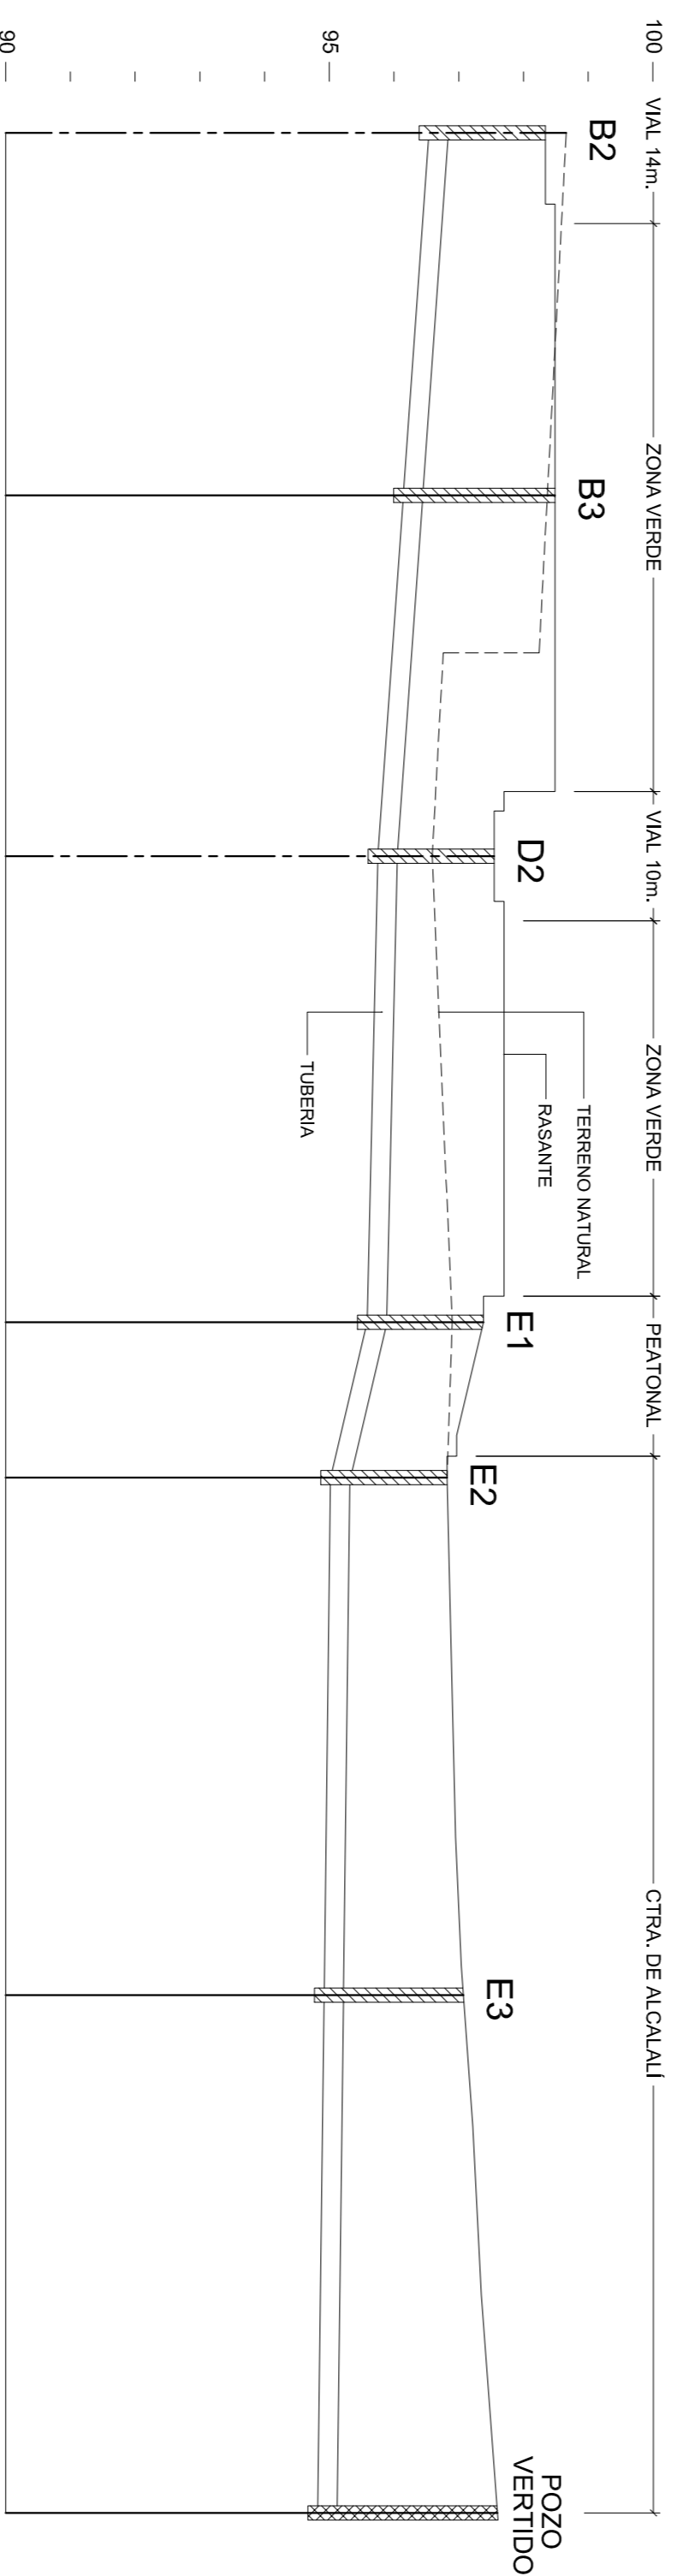 100
95
90
VIAL 14m.
ZONA VERDE
VIAL 10m.
ZONA VERDE
PEATONAL
CTRA. DE ALCALALÍ
B2
B3
D2
E1
E2
E3
POZO
VERTIDO
TERRENO NATURAL
RASANTE
TUBERIA